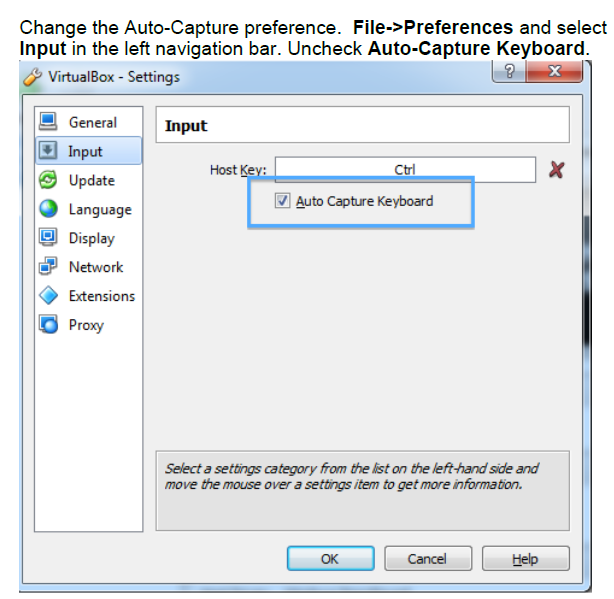 Change the Auto-Capture preference. File->Preferences and select
Input in the left navigation bar. Uncheck Auto-Capture Keyboard.
VirtualBox - Settings
General
Input
Update
Language
Display
Network
Extensions
Proxy
Input
Host Key: Ctrl
Auto Capture Keyboard
Select a settings category from the list on the left-hand side and
move the mouse over a settings item to get more information.
OK Cancel Help